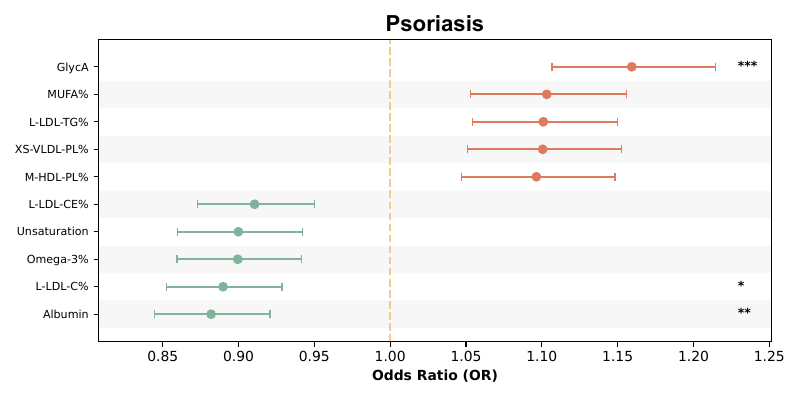 Psoriasis
GlycA ***
MUFA%
L-LDL-TG%
XS-VLDL-PL%
M-HDL-PL%
L-LDL-CE%
Unsaturation
Omega-3%
L-LDL-C% *
Albumin **
0.85 0.90 0.95 1.00 1.05 1.10 1.15 1.20 1.25
Odds Ratio (OR)